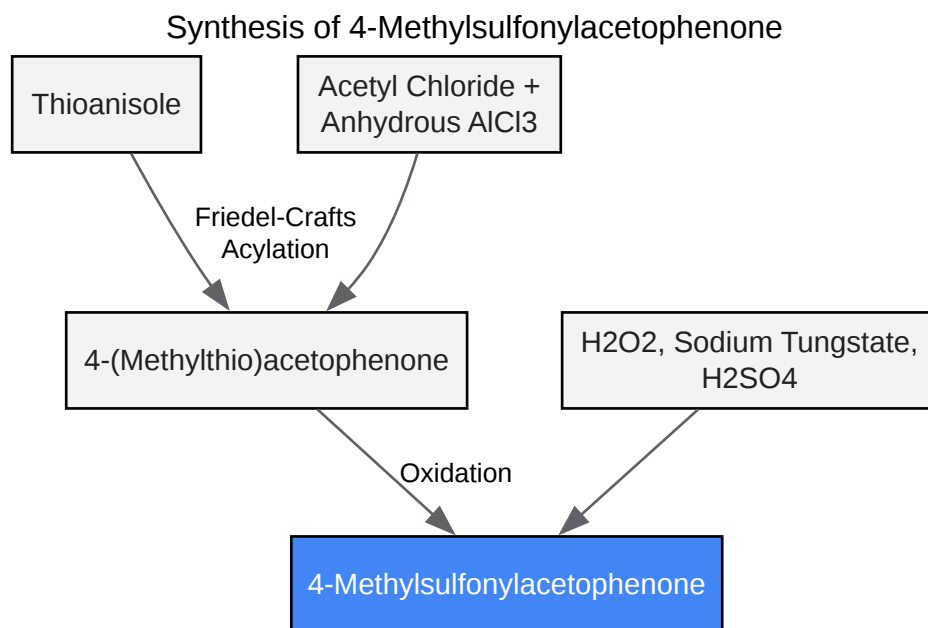 Synthesis of 4-Methylsulfonylacetophenone
Thioanisole
Acetyl Chloride +
Anhydrous AlCl3
Friedel-Crafts
Acylation
4-(Methylthio)acetophenone
H2O2, Sodium Tungstate,
H2SO4
Oxidation
4-Methylsulfonylacetophenone